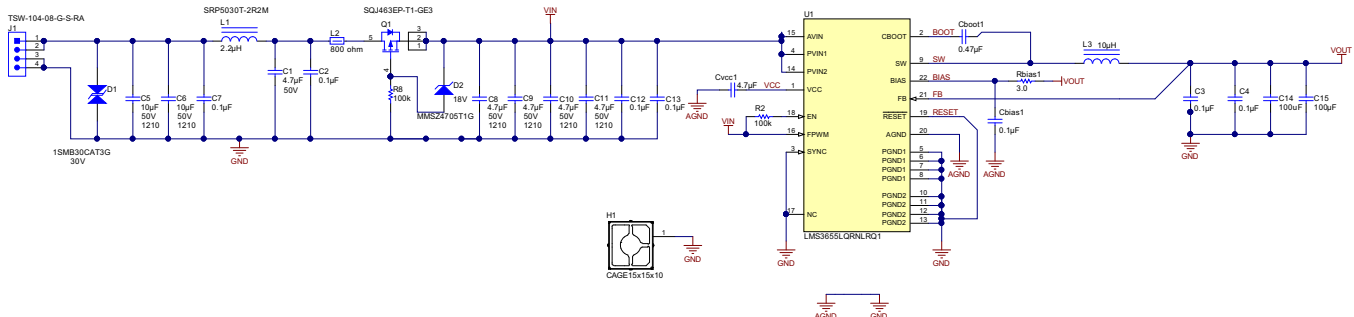 TSW-104-08-G-S-RA
J1
1
2
3
4
D1
1SMB30CAT3G
30V
C5
10µF
50V
1210
C6
10µF
50V
1210
C7
0.1µF
SRP5030T-2R2M
L1
2.2µH
C1
4.7µF
50V
C2
0.1µF
GND
L2
800 ohm
SQJ463EP-T1-GE3
Q1
5
3
2
1
4
R8
100k
D2
18V
MMSZ4705T1G
C8
4.7µF
50V
1210
C9
4.7µF
50V
1210
VIN
C10
4.7µF
50V
1210
C11
4.7µF
50V
1210
C12
0.1µF
C13
0.1µF
Cvcc1
4.7µF
VCC
AGND
R2
100k
VIN
GND
U1
15
AVIN
4
PVIN1
14
PVIN2
1
VCC
18
EN
16
FPWM
3
SYNC
17
NC
CBOOT
2
SW
9
BIAS
22
FB
21
RESET
19
AGND
20
PGND1
5
PGND1
6
PGND1
7
PGND1
8
PGND2
10
PGND2
11
PGND2
12
PGND2
13
LMS3655LQRNLRQ1
BOOT
Cboot1
0.47µF
SW
BIAS
Rbias1
3.0
VOUT
FB
RESET
Cbias1
0.1µF
AGND
AGND
GND
L3
10µH
VOUT
C3
0.1µF
C4
0.1µF
C14
100uF
C15
100µF
GND
H1
1
GND
CAGE15x15x10
AGND
GND